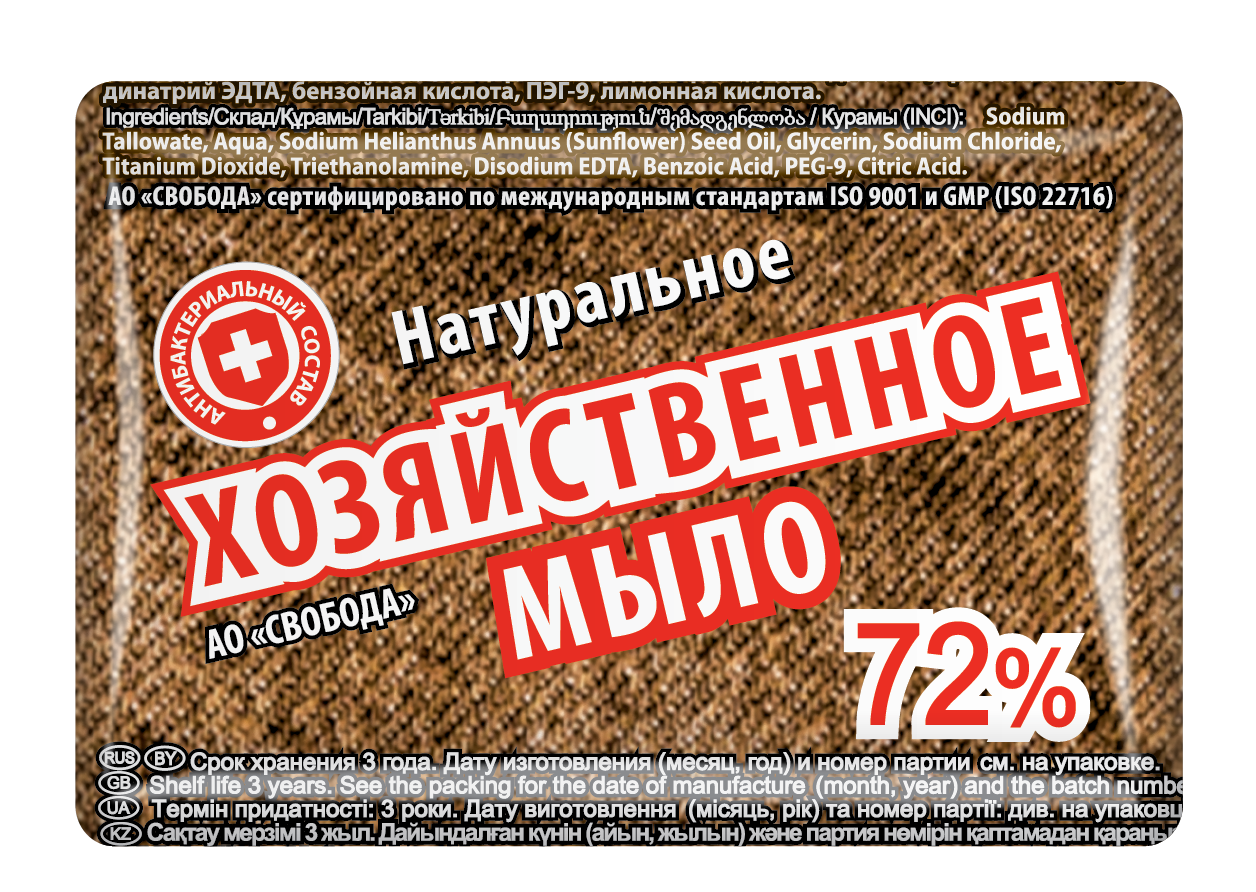 динатрий ЭДТА, бензойная кислота, ПЭГ-9, лимонная кислота.
Ingredients/Склад/Құрамы/Tarkibi/Tərkibi/Բաղադրություն/შემადგენლობა / Курамы (INCI): Sodium
Tallowate, Aqua, Sodium Helianthus Annuus (Sunflower) Seed Oil, Glycerin, Sodium Chloride,
Titanium Dioxide, Triethanolamine, Disodium EDTA, Benzoic Acid, PEG-9, Citric Acid.
АО «СВОБОДА» сертифицировано по международным стандартам ISO 9001 и GMP (ISO 22716)
АНТИБАКТЕРИАЛЬНЫЙ СОСТАВ
Натуральное
ХОЗЯЙСТВЕННОЕ
МЫЛО
АО «СВОБОДА»
72%
RUS BY Срок хранения 3 года. Дату изготовления (месяц, год) и номер партии см. на упаковке.
GB Shelf life 3 years. See the packing for the date of manufacture (month, year) and the batch numbe
UA Термін придатності: 3 роки. Дату виготовлення (місяць, рік) та номер партії: див. на упаковц
KZ Сақтау мерзімі 3 жыл. Дайындалған күнін (айын, жылын) және партия нөмірін қаптамадан қараңы